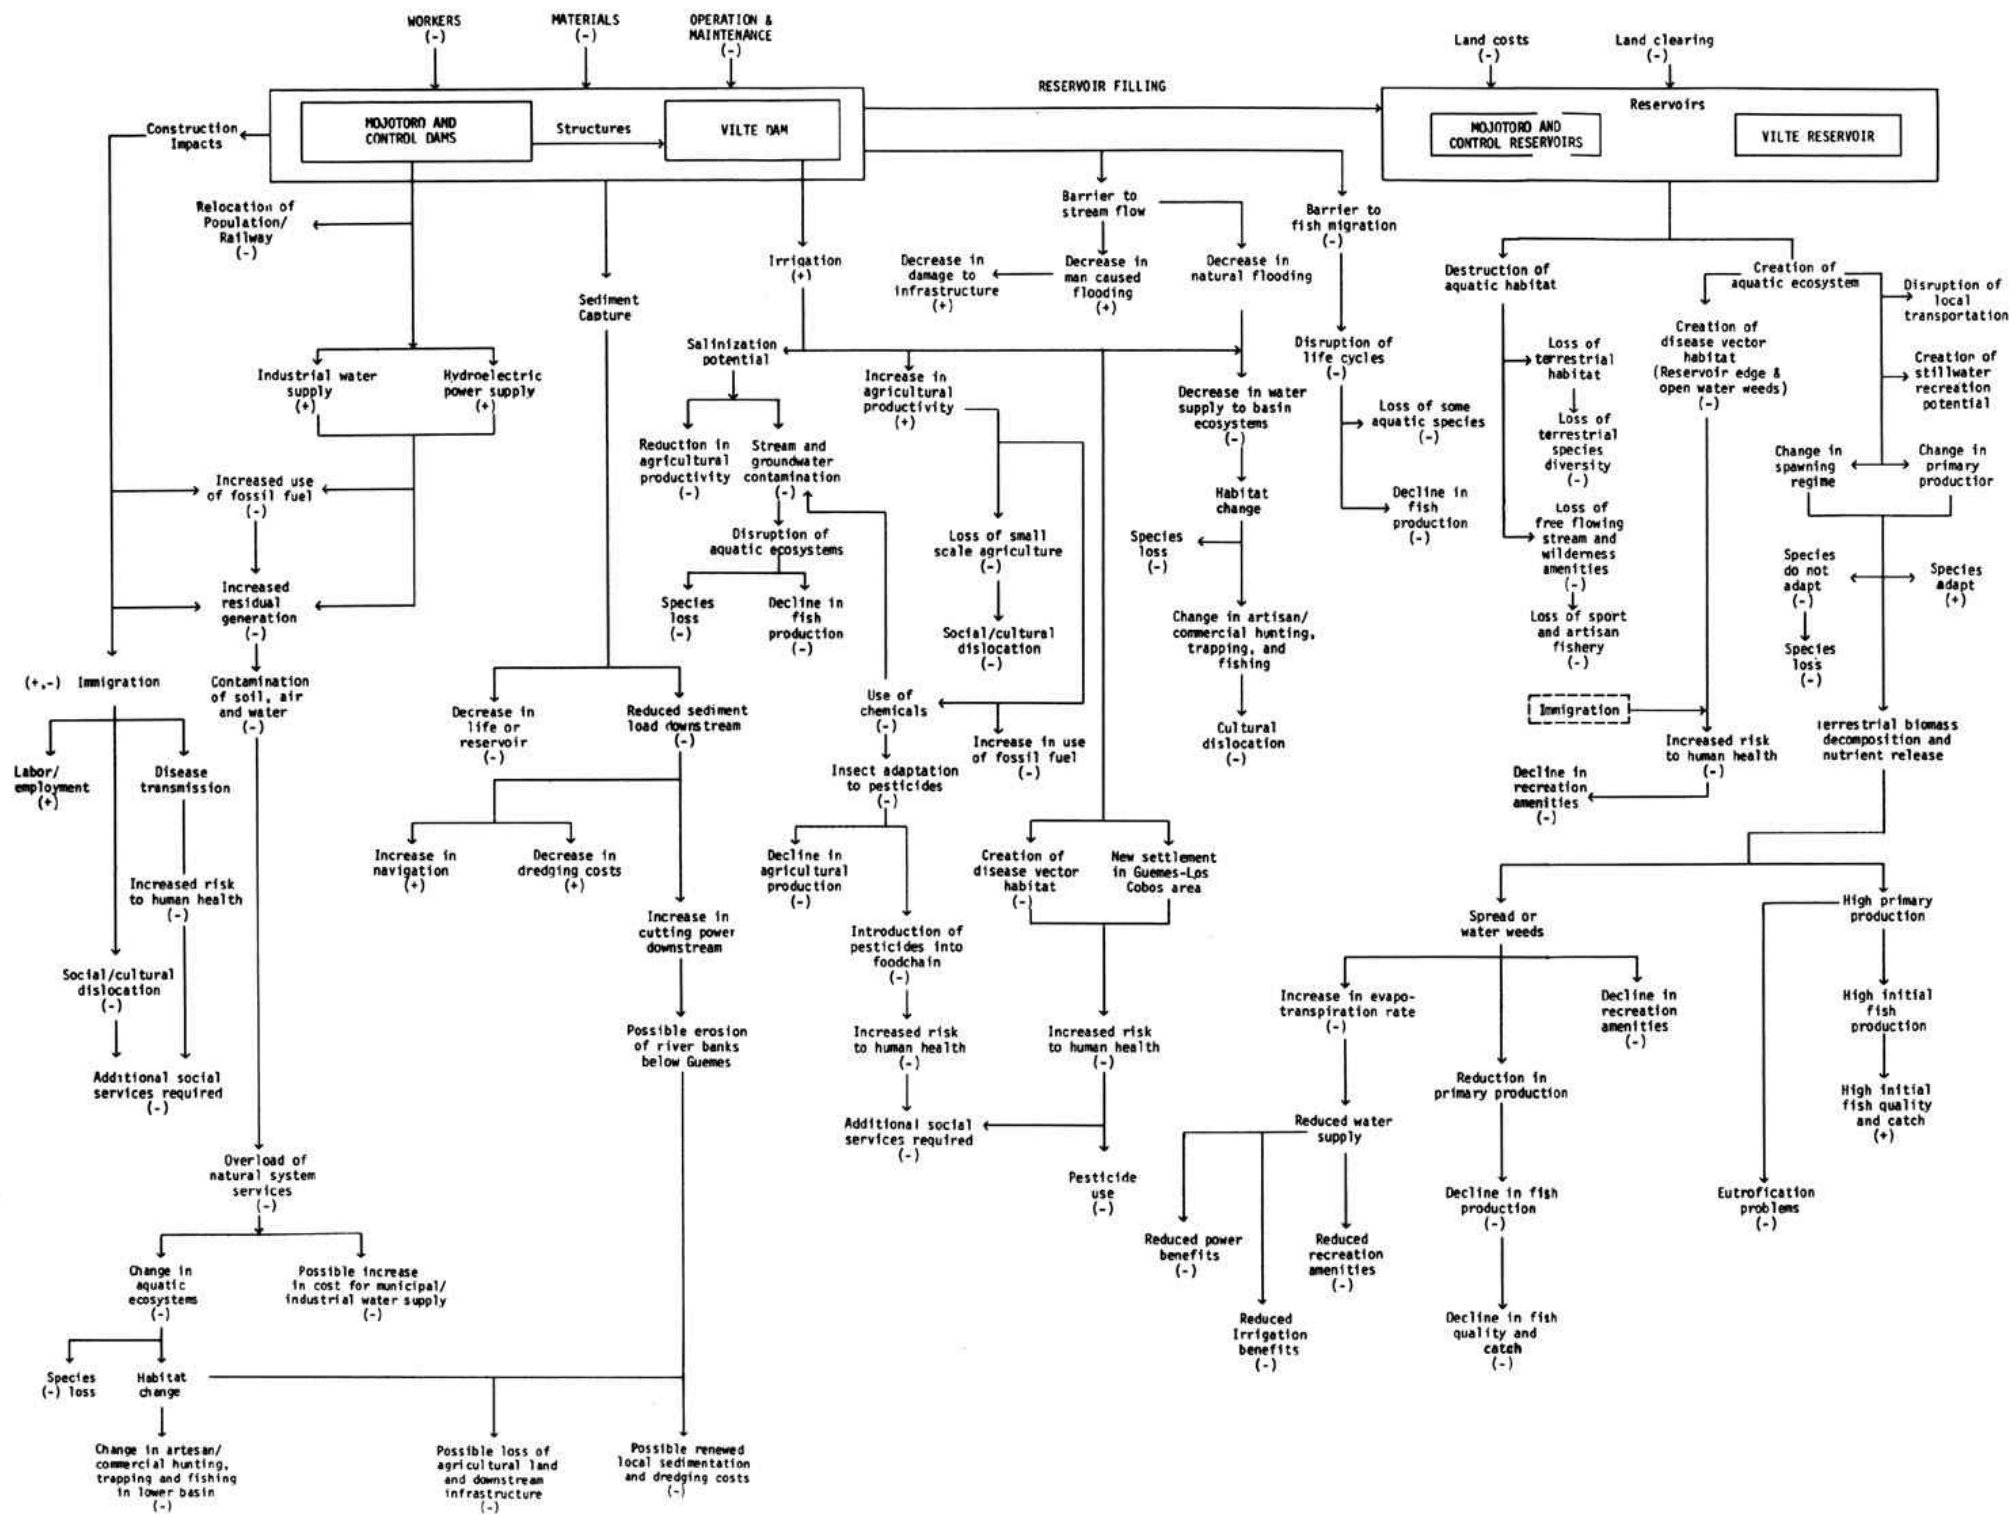 WORKERS
(-)
MATERIALS
(-)
OPERATION &
MAINTENANCE
(-)
RESERVOIR FILLING
Land costs
(-)
Land clearing
(-)
MOJOTORO AND
CONTROL DAMS
Structures
VILTE DAM
Reservoirs
MOJOTORO AND
CONTROL RESERVOIRS
VILTE RESERVOIR
Construction
Impacts
Relocation of
Population/
Railway
(-)
Industrial water
supply
(+)
Hydroelectric
power supply
(+)
Increased use
of fossil fuel
(-)
Increased
residual
generation
(-)
(+,-) Immigration
Contamination
of soil, air
and water
(-)
Labor/
employment
(+)
Disease
transmission
Increased risk
to human health
(-)
Social/cultural
dislocation
(-)
Additional social
services required
(-)
Overload of
natural system
services
(-)
Change in
aquatic
ecosystems
(-)
Possible increase
in cost for municipal/
industrial water supply
(-)
Species
(-) loss
Habitat
change
Change in artesan/
commercial hunting,
trapping and fishing
in lower basin
(-)
Possible loss of
agricultural land
and downstream
infrastructure
(-)
Possible renewed
local sedimentation
and dredging costs
(-)
Sediment
Capture
Decrease in
life or
reservoir
(-)
Reduced sediment
load downstream
(-)
Increase in
navigation
(+)
Decrease in
dredging costs
(+)
Increase in
cutting power
downstream
Possible erosion
of river banks
below Guemes
Irrigation
(+)
Salinization
potential
Reduction in
agricultural
productivity
(-)
Stream and
groundwater
contamination
(-)
Disruption of
aquatic ecosystems
Species
loss
(-)
Decline in
fish
production
(-)
Increase in
agricultural
productivity
(+)
Loss of small
scale agriculture
(-)
Social/cultural
dislocation
(-)
Use of
chemicals
(-)
Increase in use
of fossil fuel
(-)
Insect adaptation
to pesticides
(-)
Decline in
agricultural
production
(-)
Introduction of
pesticides into
foodchain
(-)
Increased risk
to human health
(-)
Additional social
services required
(-)
Creation of
disease vector
habitat
(-)
New settlement
in Guemes-Los
Cobos area
Increased risk
to human health
(-)
Pesticide
use
(-)
Barrier to
stream flow
Decrease in
damage to
infrastructure
(+)
Decrease in
man caused
flooding
(+)
Decrease in
natural flooding
Decrease in water
supply to basin
ecosystems
(-)
Habitat
change
Species
loss
(-)
Change in artisan/
commercial hunting,
trapping, and
fishing
Cultural
dislocation
(-)
Barrier to
fish migration
(-)
Disruption of
life cycles
(-)
Loss of some
aquatic species
(-)
Decline in
fish
production
(-)
Destruction of
aquatic habitat
Loss of
terrestrial
habitat
Loss of
terrestrial
species
diversity
(-)
Loss of
free flowing
stream and
wilderness
amenities
(-)
Loss of sport
and artisan
fishery
(-)
Creation of
aquatic ecosystem
Creation of
disease vector
habitat
(Reservoir edge &
open water weeds)
(-)
Immigration
Increased risk
to human health
(-)
Decline in
recreation
amenities
(-)
Disruption of
local
transportation
Creation of
stillwater
recreation
potential
Change in
spawning
regime
Change in
primary
production
Species
do not
adapt
(-)
Species
adapt
(+)
Species
loss
(-)
Terrestrial biomass
decomposition and
nutrient release
Spread or
water weeds
High primary
production
Increase in evapo-
transpiration rate
(-)
Decline in
recreation
amenities
(-)
Reduction in
primary production
Reduced water
supply
Reduced power
benefits
(-)
Reduced
Irrigation
benefits
(-)
Reduced
recreation
amenities
(-)
Decline in fish
production
(-)
Decline in fish
quality and
catch
(-)
High initial
fish
production
High initial
fish quality
and catch
(+)
Eutrofication
problems
(-)